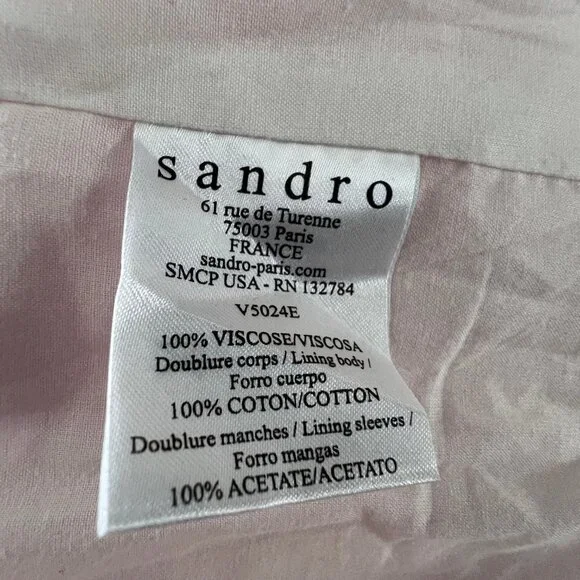 sandro
61 rue de Turenne
75003 Paris
FRANCE
sandro-paris.com
SMCP USA - RN 132784
V5024E
100% VISCOSE/VISCOSA
Doublure corps / Lining body /
Forro cuerpo
100% COTON/COTTON
Doublure manches / Lining sleeves /
Forro mangas
100% ACETATE/ACETATO